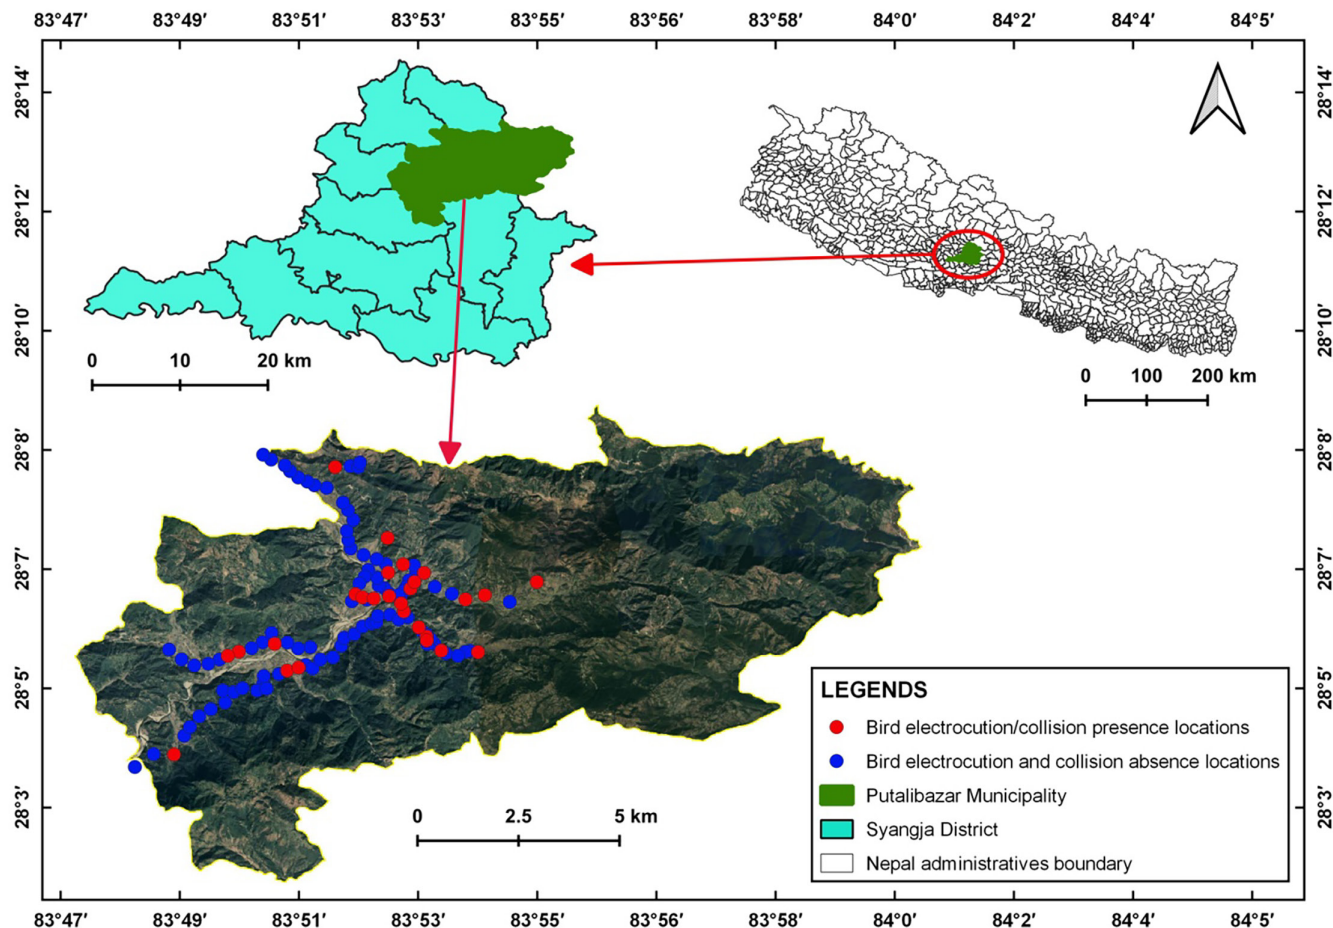 83°47′ 83°49′ 83°51′ 83°53′ 83°55′ 83°56′ 83°58′ 84°0′ 84°2′ 84°4′ 84°5′
28°14′ 28°14′
28°12′ 28°12′
28°10′ 28°10′
0 10 20 km
0 100 200 km
28°8′ 28°8′
28°7′ 28°7′
28°5′ 28°5′
LEGENDS
Bird electrocution/collision presence locations
Bird electrocution and collision absence locations
Putalibazar Municipality
Syangja District
Nepal administratives boundary
28°3′ 28°3′
0 2.5 5 km
83°47′ 83°49′ 83°51′ 83°53′ 83°55′ 83°56′ 83°58′ 84°0′ 84°2′ 84°4′ 84°5′